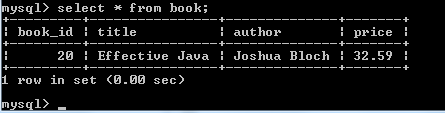 mysql> select * from book;
+---------+----------------+--------------+-------+
| book_id | title          | author       | price |
+---------+----------------+--------------+-------+
|      20 | Effective Java | Joshua Bloch | 32.59 |
+---------+----------------+--------------+-------+
1 row in set (0.00 sec)
mysql> _